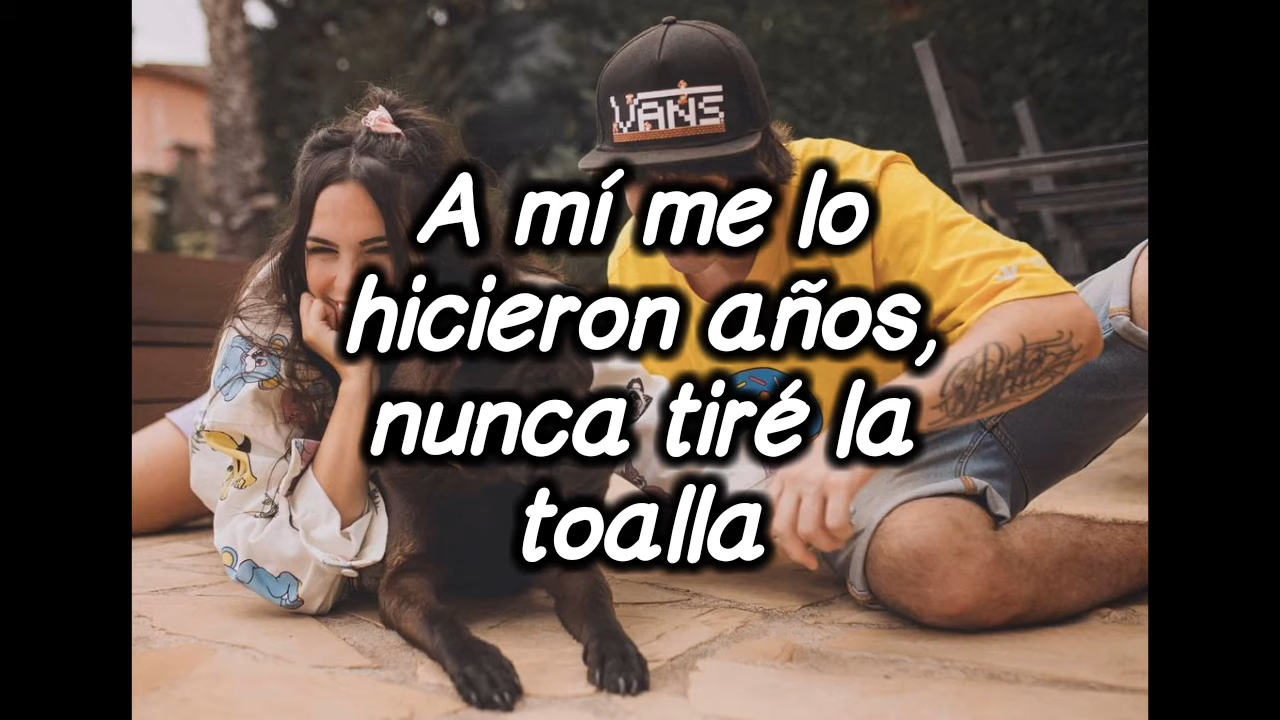 VANS
A mí me lo
hicieron años,
nunca tiré la
toalla